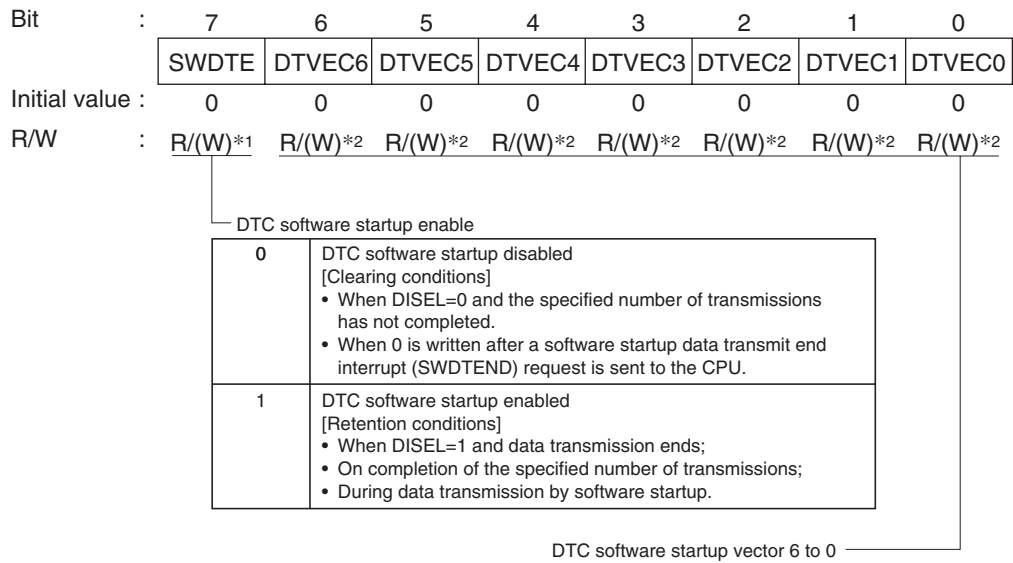 Bit : 7 6 5 4 3 2 1 0
SWDTE DTVEC6 DTVEC5 DTVEC4 DTVEC3 DTVEC2 DTVEC1 DTVEC0
Initial value : 0 0 0 0 0 0 0 0
R/W : R/(W)*1 R/(W)*2 R/(W)*2 R/(W)*2 R/(W)*2 R/(W)*2 R/(W)*2 R/(W)*2
DTC software startup enable
0 DTC software startup disabled
[Clearing conditions]
• When DISEL=0 and the specified number of transmissions
has not completed.
• When 0 is written after a software startup data transmit end
interrupt (SWDTEND) request is sent to the CPU.
1 DTC software startup enabled
[Retention conditions]
• When DISEL=1 and data transmission ends;
• On completion of the specified number of transmissions;
• During data transmission by software startup.
DTC software startup vector 6 to 0